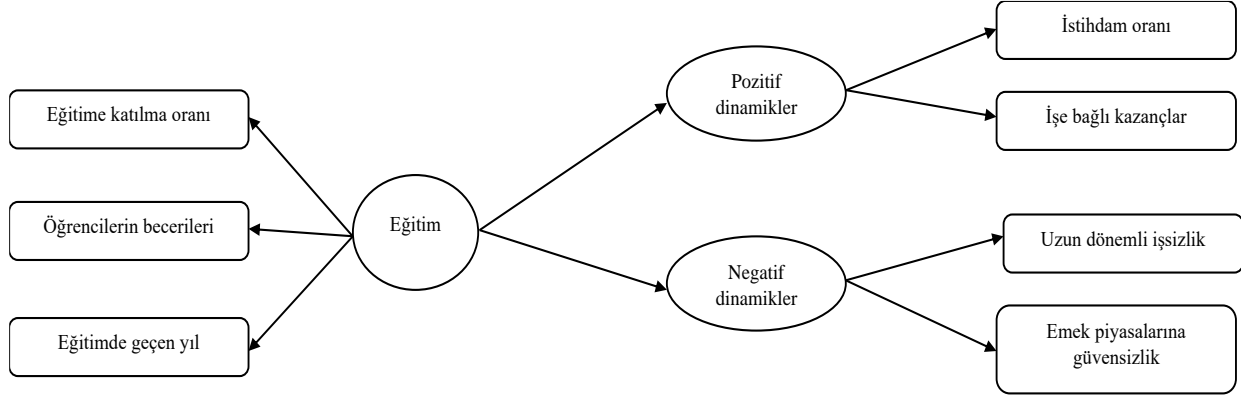 Eğitime katılma oranı
Öğrencilerin becerileri
Eğitimde geçen yıl
Eğitim
Pozitif
dinamikler
Negatif
dinamikler
İstihdam oranı
İşe bağlı kazançlar
Uzun dönemli işsizlik
Emek piyasalarına
güvensizlik